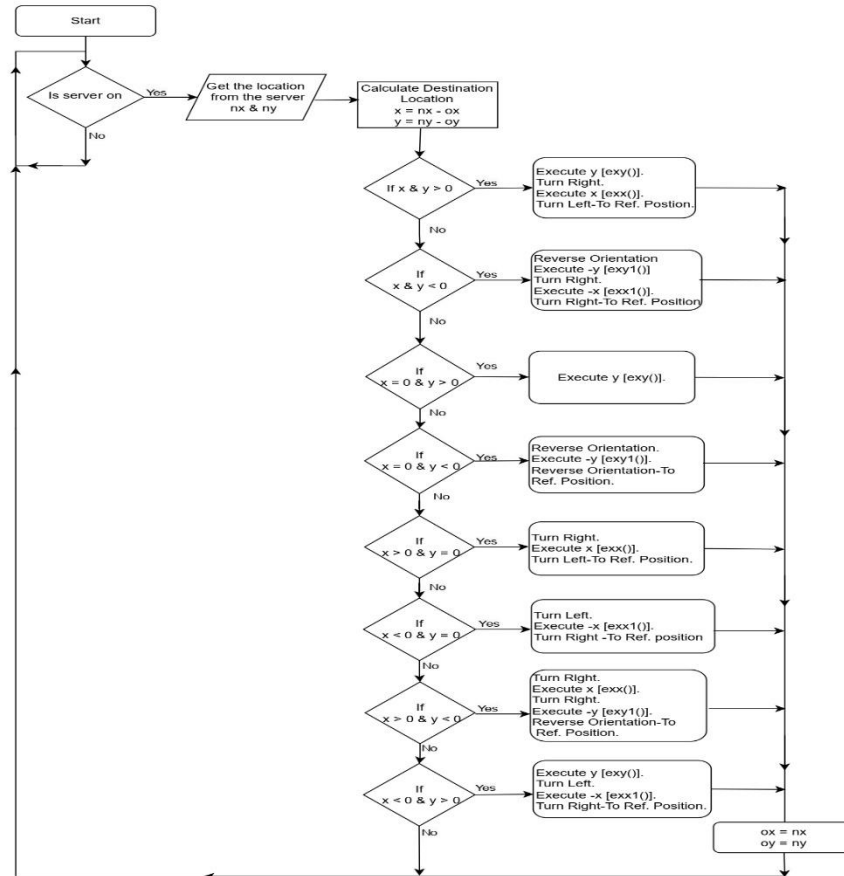 Start
Is server on
Yes
No
Get the location
from the server
nx & ny
Calculate Destination
Location
x = nx - ox
y = ny - oy
If x & y > 0
Yes
No
Execute y [exy()].
Turn Right.
Execute x [exx()].
Turn Left-To Ref. Postion.
If
x & y < 0
Yes
No
Reverse Orientation
Execute -y [exy1()]
Turn Right.
Execute -x [exx1()].
Turn Right-To Ref. Position
If
x = 0 & y > 0
Yes
No
Execute y [exy()].
If
x = 0 & y < 0
Yes
No
Reverse Orientation.
Execute -y [exy1()].
Reverse Orientation-To
Ref. Position.
If
x > 0 & y = 0
Yes
No
Turn Right.
Execute x [exx()].
Turn Left-To Ref. Position.
If
x < 0 & y = 0
Yes
No
Turn Left.
Execute -x [exx1()].
Turn Right -To Ref. position
If
x > 0 & y < 0
Yes
No
Turn Right.
Execute x [exx()].
Turn Right.
Execute -y [exy1()].
Reverse Orientation-To
Ref. Position.
If
x < 0 & y > 0
Yes
No
Execute y [exy()].
Turn Left.
Execute -x [exx1()].
Turn Right-To Ref. Position.
ox = nx
oy = ny